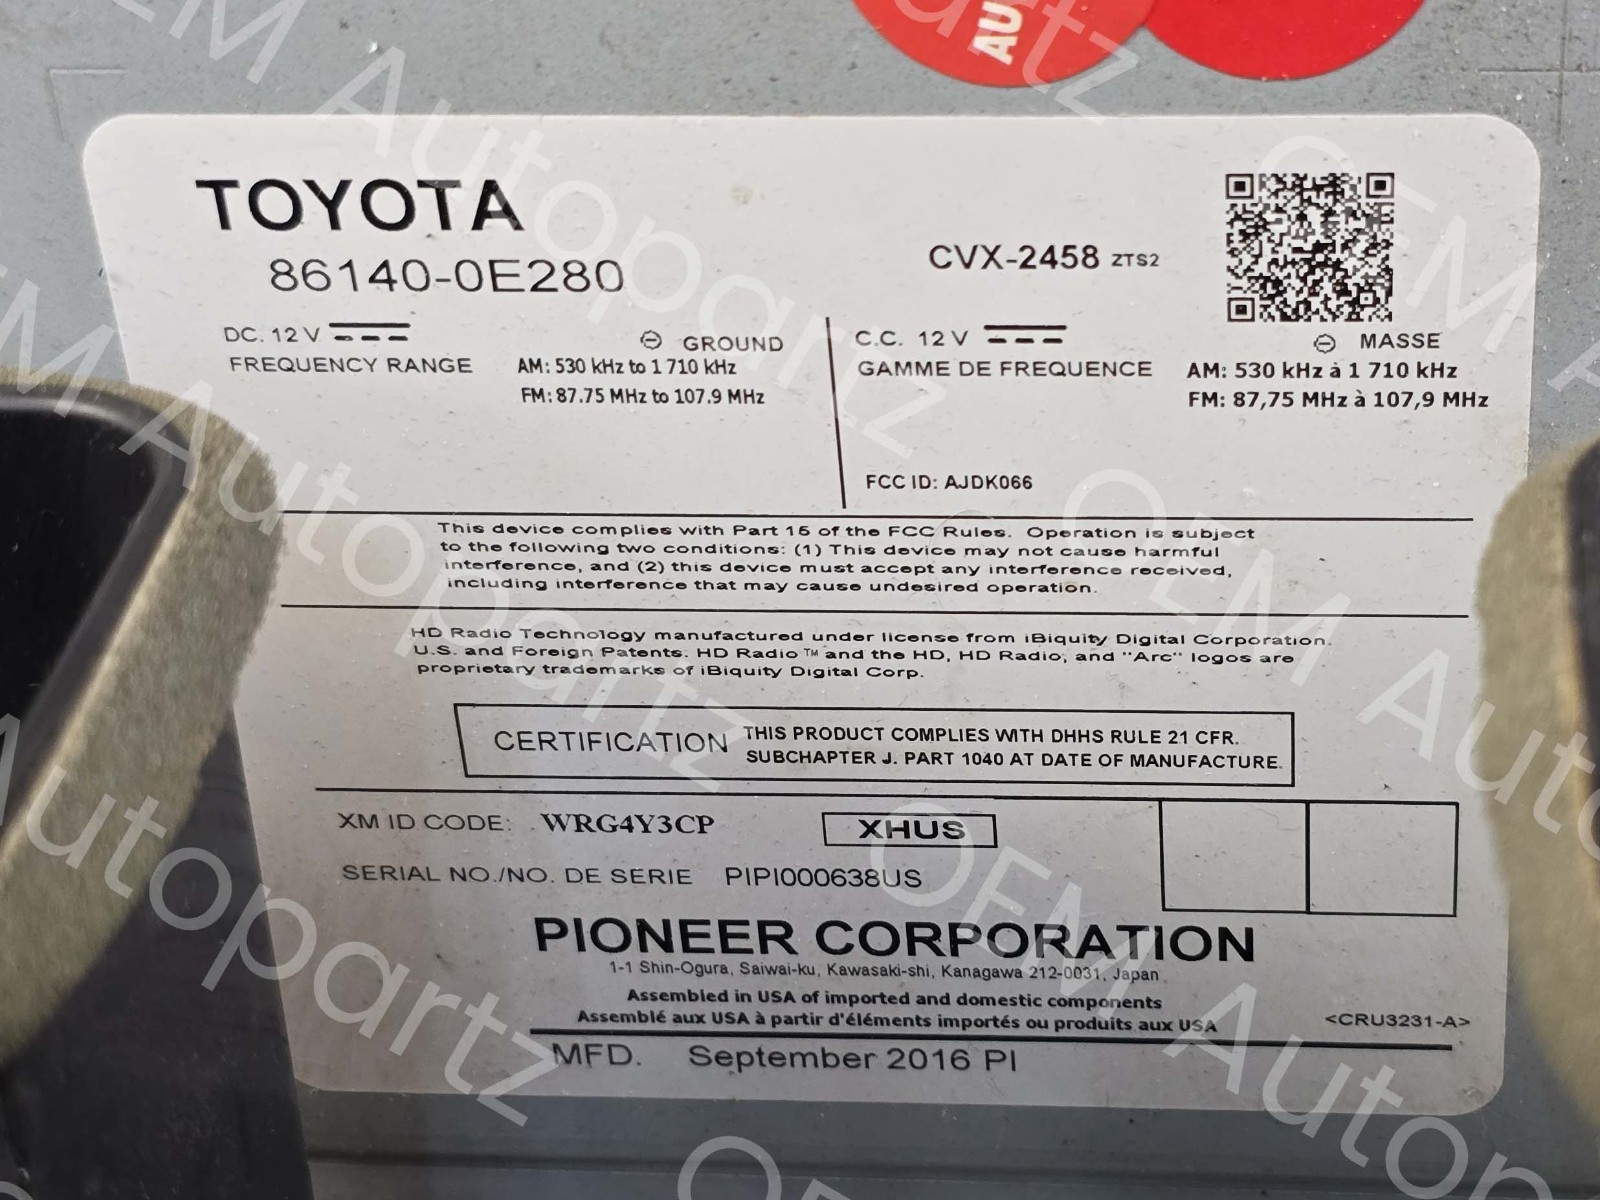 AU
TOYOTA
86140-0E280
CVX-2458 ZTS2
DC. 12 V
GROUND
FREQUENCY RANGE
AM: 530 kHz to 1 710 kHz
FM: 87.75 MHz to 107.9 MHz
C.C. 12 V
MASSE
GAMME DE FREQUENCE
AM: 530 kHz à 1 710 kHz
FM: 87,75 MHz à 107,9 MHz
FCC ID: AJDK066
This device complies with Part 15 of the FCC Rules. Operation is subject
to the following two conditions: (1) This device may not cause harmful
interference, and (2) this device must accept any interference received,
including interference that may cause undesired operation.
HD Radio Technology manufactured under license from iBiquity Digital Corporation.
U.S. and Foreign Patents. HD Radio™ and the HD, HD Radio, and "Arc" logos are
proprietary trademarks of iBiquity Digital Corp.
CERTIFICATION
THIS PRODUCT COMPLIES WITH DHHS RULE 21 CFR.
SUBCHAPTER J. PART 1040 AT DATE OF MANUFACTURE.
XM ID CODE: WRG4Y3CP
XHUS
SERIAL NO./NO. DE SERIE PIPI000638US
PIONEER CORPORATION
1-1 Shin-Ogura, Saiwai-ku, Kawasaki-shi, Kanagawa 212-0031, Japan
Assembled in USA of imported and domestic components
Assemblé aux USA à partir d'éléments importés ou produits aux USA
<CRU3231-A>
MFD. September 2016 PI
OEM Autopartz
OEM Autopartz
OEM Autopartz
OEM Autopartz